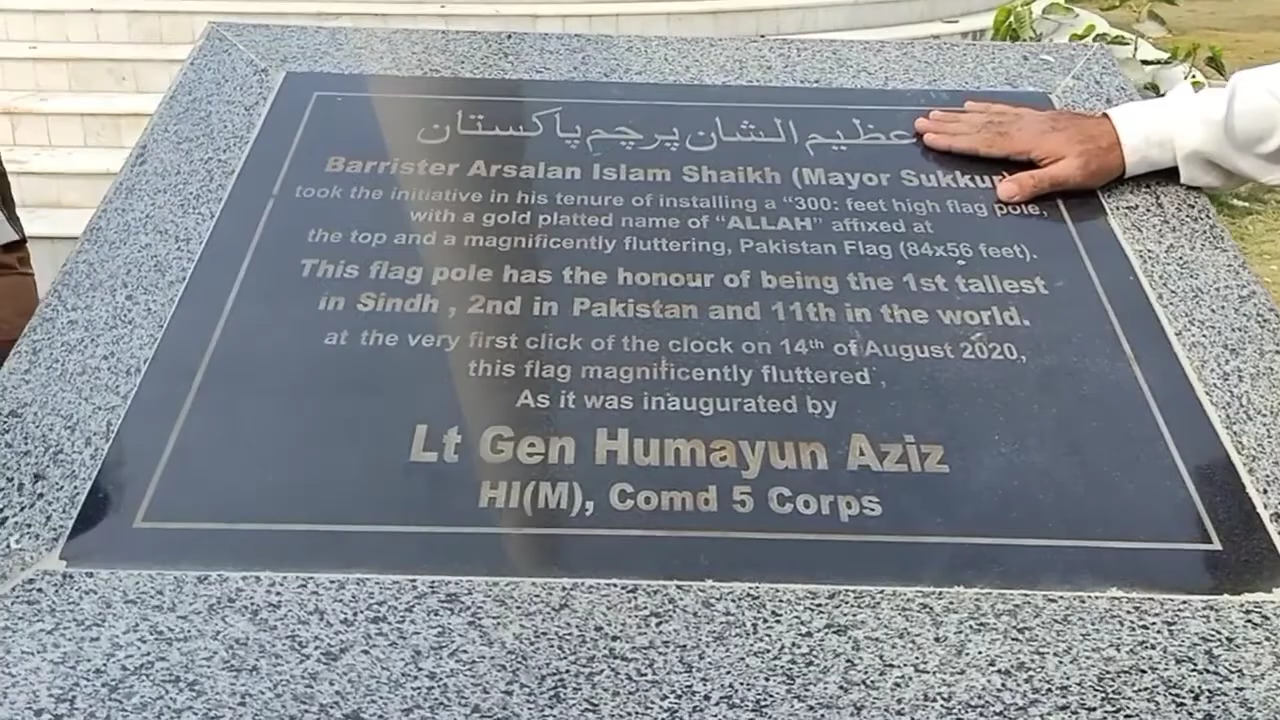 عظیم الشان پرچمِ پاکستان
Barrister Arsalan Islam Shaikh (Mayor Sukkur)
took the initiative in his tenure of installing a “300: feet high flag pole,
with a gold platted name of “ALLAH” affixed at
the top and a magnificently fluttering, Pakistan Flag (84x56 feet).
This flag pole has the honour of being the 1st tallest
in Sindh , 2nd in Pakistan and 11th in the world.
at the very first click of the clock on 14th of August 2020,
this flag magnificently fluttered ,
As it was inaugurated by
Lt Gen Humayun Aziz
HI(M), Comd 5 Corps